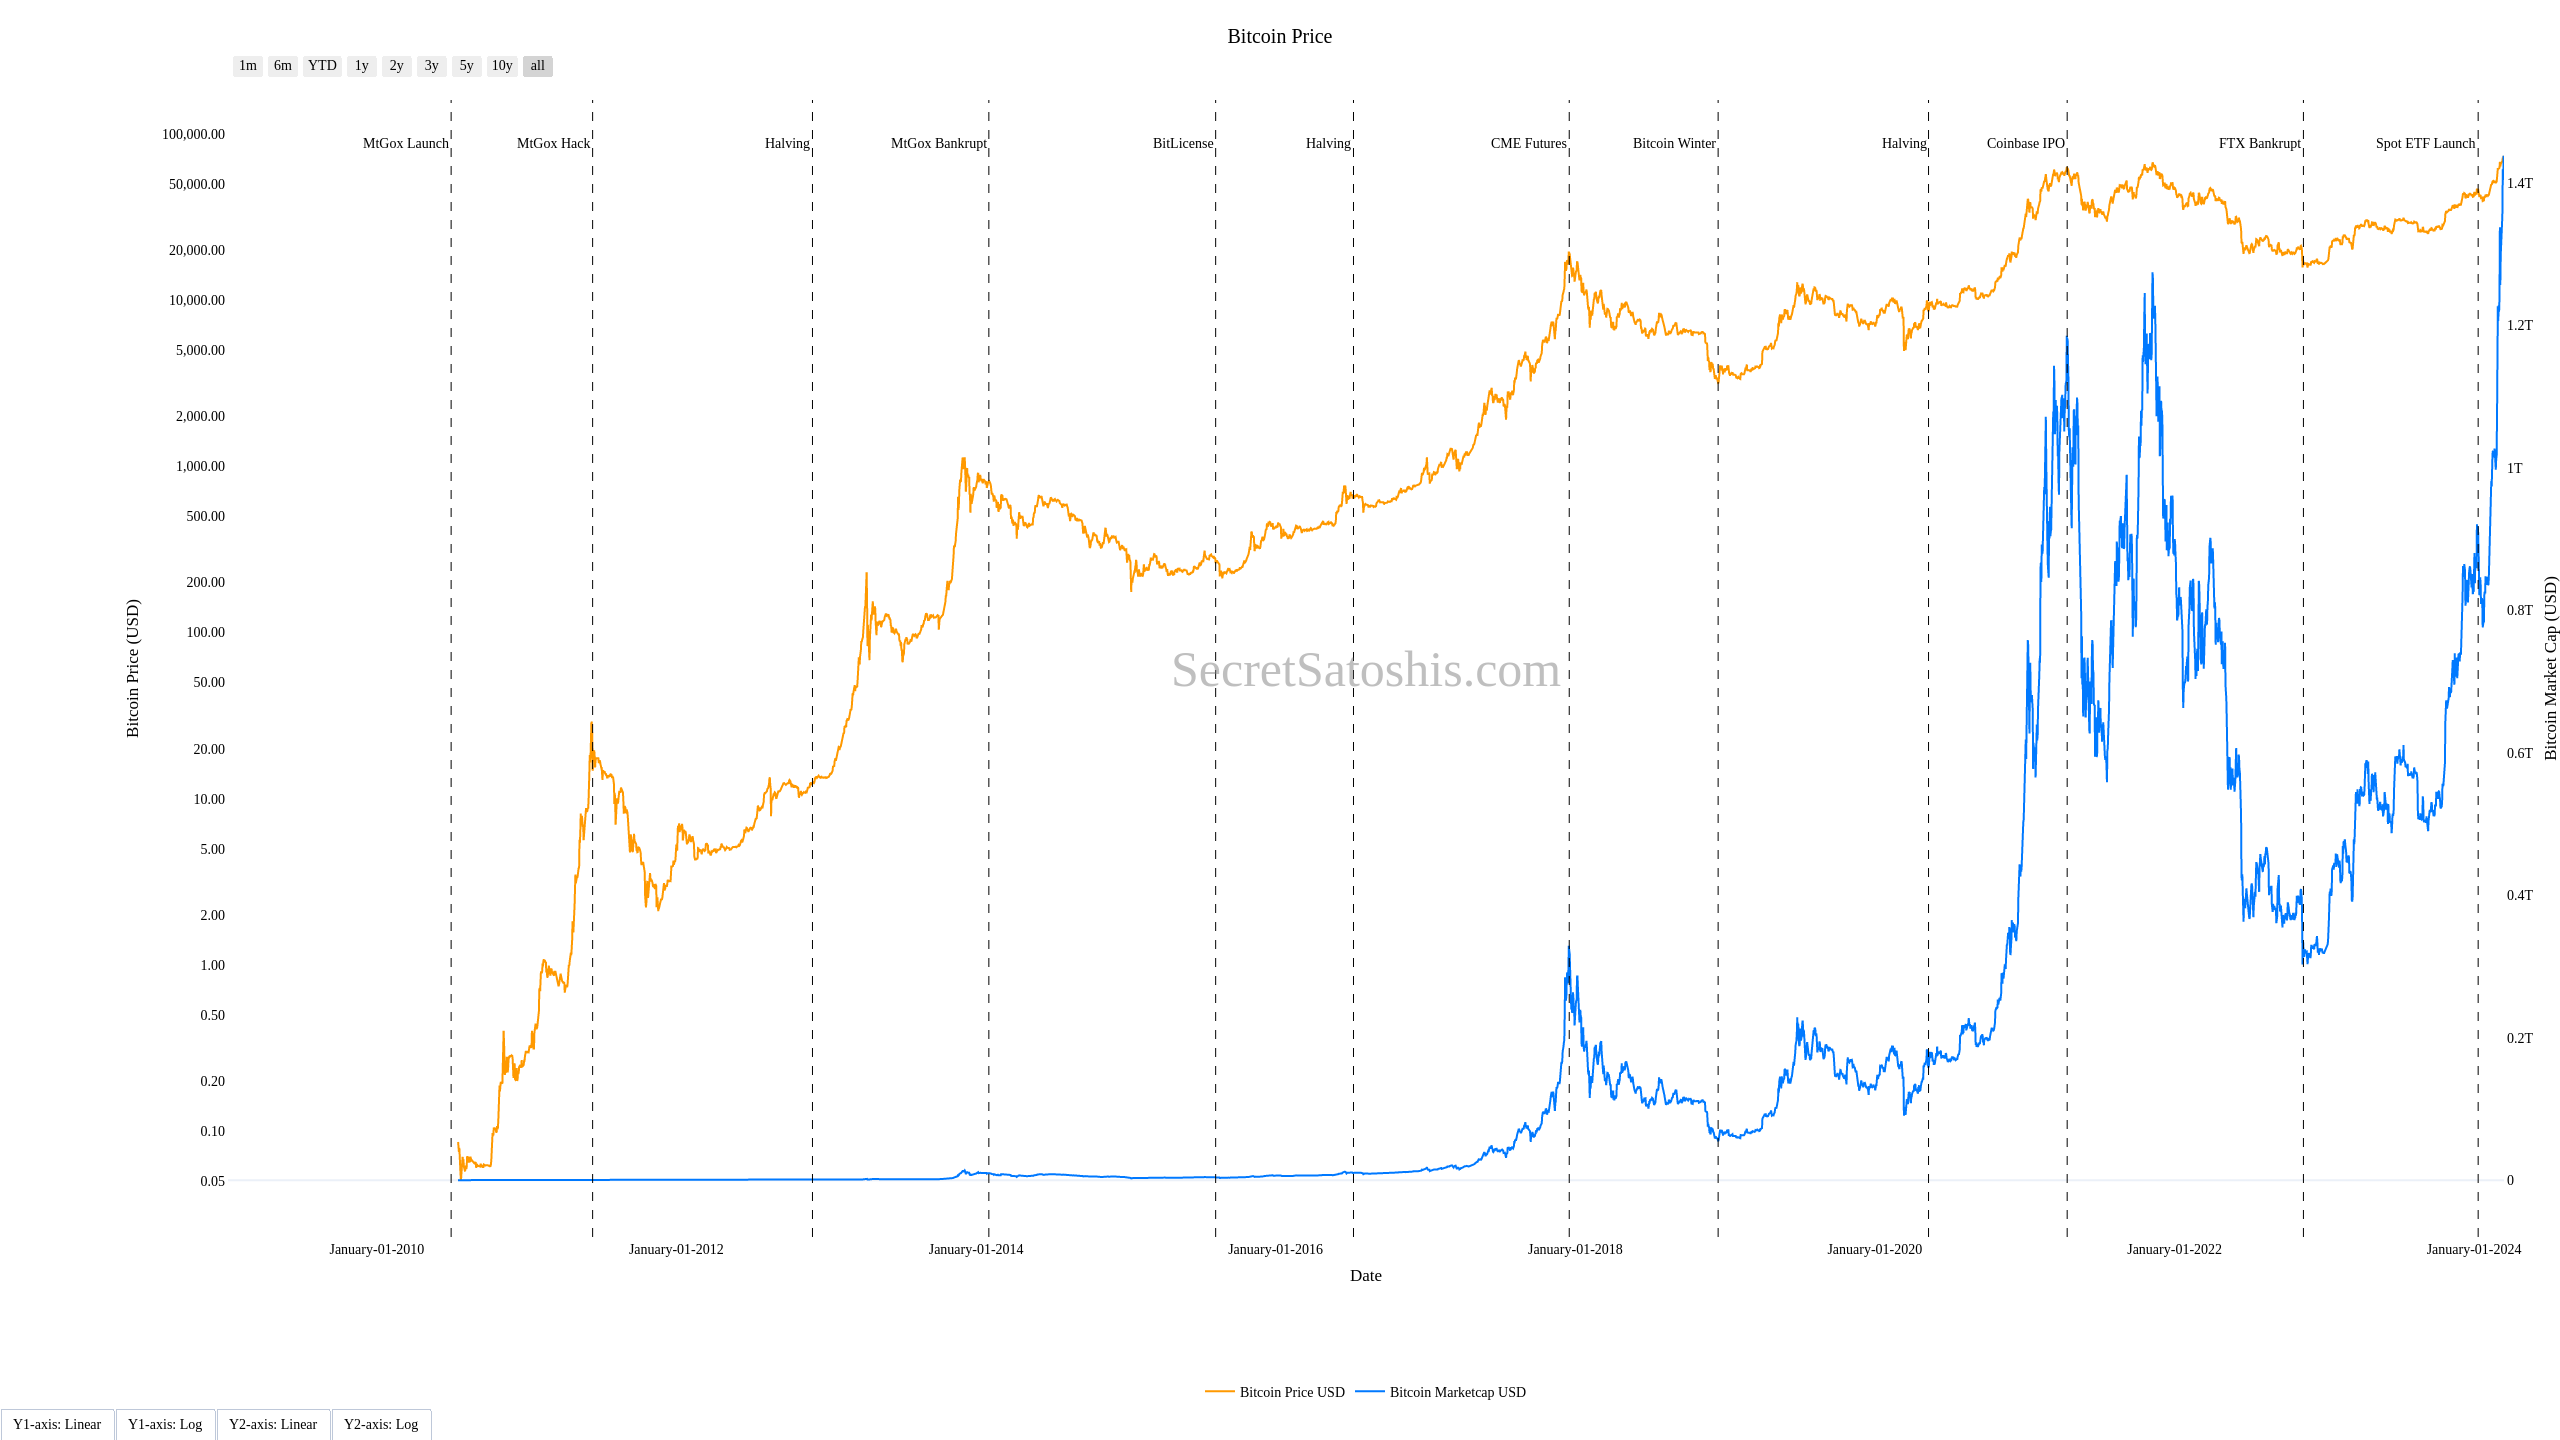 Bitcoin Price
1m 6m YTD 1y 2y 3y 5y 10y all
MtGox Launch MtGox Hack Halving MtGox Bankrupt BitLicense Halving CME Futures Bitcoin Winter Halving Coinbase IPO FTX Bankrupt Spot ETF Launch
100,000.00
50,000.00
20,000.00
10,000.00
5,000.00
2,000.00
1,000.00
500.00
200.00
100.00
50.00
20.00
10.00
5.00
2.00
1.00
0.50
0.20
0.10
0.05
Bitcoin Price (USD)
SecretSatoshis.com
1.4T
1.2T
1T
0.8T
0.6T
0.4T
0.2T
0
Bitcoin Market Cap (USD)
January-01-2010 January-01-2012 January-01-2014 January-01-2016 January-01-2018 January-01-2020 January-01-2022 January-01-2024
Date
Bitcoin Price USD Bitcoin Marketcap USD
Y1-axis: Linear Y1-axis: Log Y2-axis: Linear Y2-axis: Log